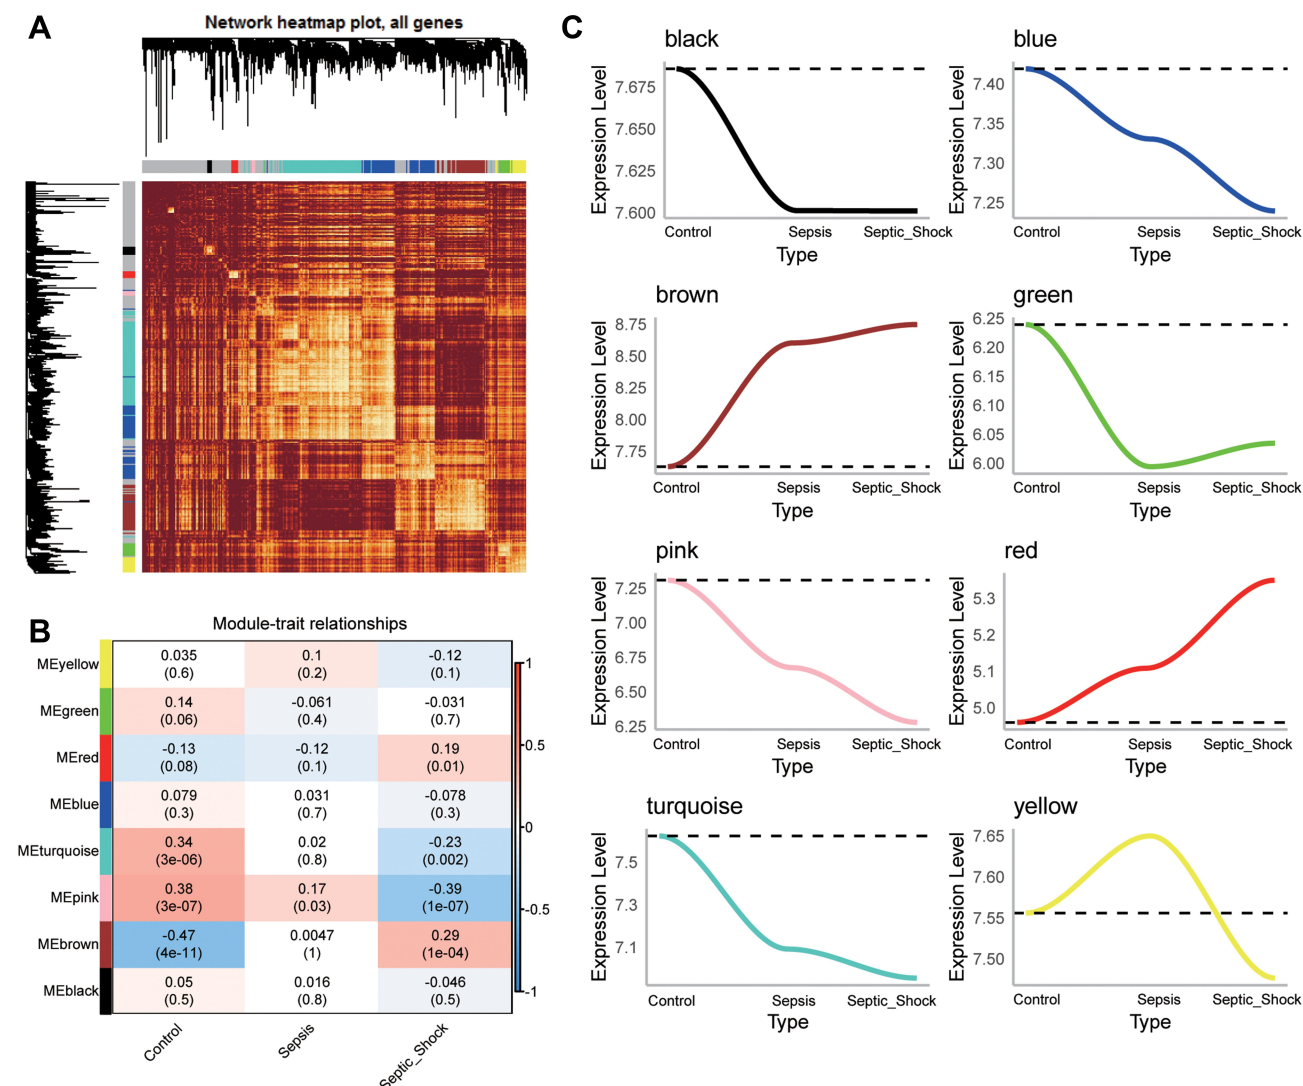 A
Network heatmap plot, all genes
B
Module-trait relationships
MEyellow
0.035
(0.6)
0.1
(0.2)
-0.12
(0.1)
MEgreen
0.14
(0.06)
-0.061
(0.4)
-0.031
(0.7)
MEred
-0.13
(0.08)
-0.12
(0.1)
0.19
(0.01)
MEblue
0.079
(0.3)
0.031
(0.7)
-0.078
(0.3)
MEturquoise
0.34
(3e-06)
0.02
(0.8)
-0.23
(0.002)
MEpink
0.38
(3e-07)
0.17
(0.03)
-0.39
(1e-07)
MEbrown
-0.47
(4e-11)
0.0047
(1)
0.29
(1e-04)
MEblack
0.05
(0.5)
0.016
(0.8)
-0.046
(0.5)
1
0.5
0
-0.5
-1
Control
Sepsis
Septic_Shock
C
black
Expression Level
7.675
7.650
7.625
7.600
Control Sepsis Septic_Shock
Type
blue
Expression Level
7.40
7.35
7.30
7.25
Control Sepsis Septic_Shock
Type
brown
Expression Level
8.75
8.50
8.25
8.00
7.75
Control Sepsis Septic_Shock
Type
green
Expression Level
6.25
6.20
6.15
6.10
6.05
6.00
Control Sepsis Septic_Shock
Type
pink
Expression Level
7.25
7.00
6.75
6.50
6.25
Control Sepsis Septic_Shock
Type
red
Expression Level
5.3
5.2
5.1
5.0
Control Sepsis Septic_Shock
Type
turquoise
Expression Level
7.5
7.3
7.1
Control Sepsis Septic_Shock
Type
yellow
Expression Level
7.65
7.60
7.55
7.50
Control Sepsis Septic_Shock
Type